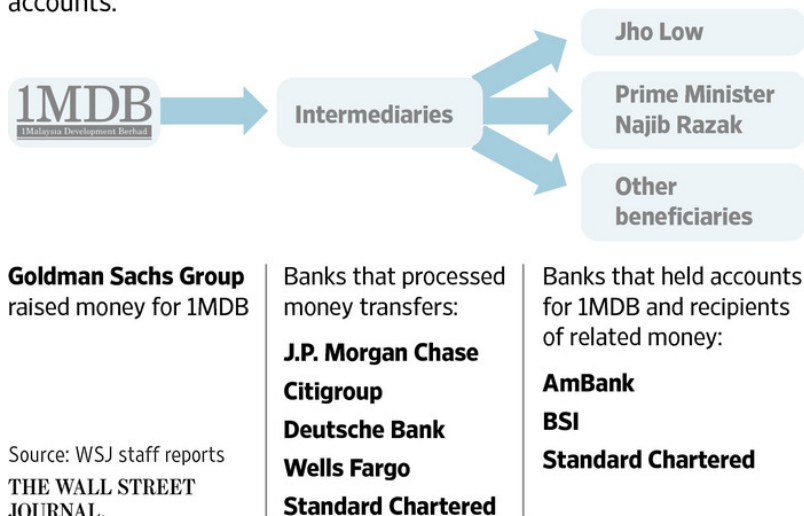 accounts.
1MDB
1Malaysia Development Berhad
Intermediaries
Jho Low
Prime Minister
Najib Razak
Other
beneficiaries
Goldman Sachs Group
raised money for 1MDB
Source: WSJ staff reports
THE WALL STREET
JOURNAL.
Banks that processed
money transfers:
J.P. Morgan Chase
Citigroup
Deutsche Bank
Wells Fargo
Standard Chartered
Banks that held accounts
for 1MDB and recipients
of related money:
AmBank
BSI
Standard Chartered